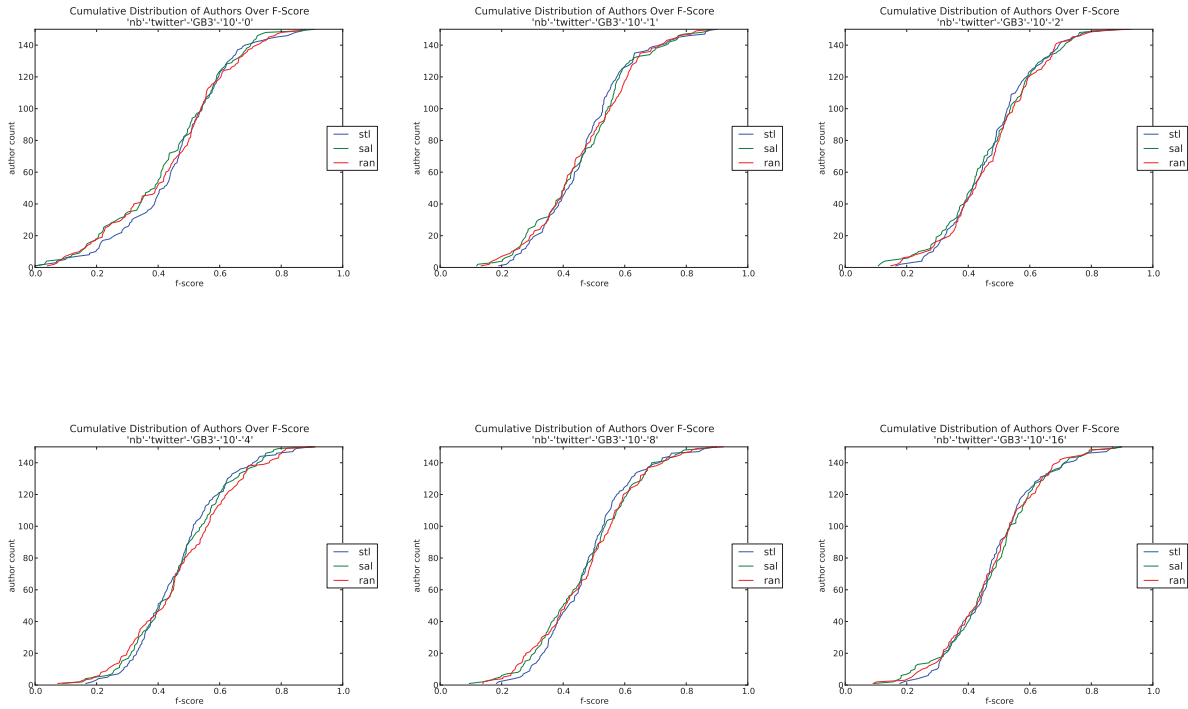 Cumulative Distribution of Authors Over F-Score
'nb'-'twitter'-'GB3'-'10'-'0'
140
120
100
80
60
40
20
0
author count
0.0 0.2 0.4 0.6 0.8 1.0
f-score
stl
sal
ran
Cumulative Distribution of Authors Over F-Score
'nb'-'twitter'-'GB3'-'10'-'1'
140
120
100
80
60
40
20
0
author count
0.0 0.2 0.4 0.6 0.8 1.0
f-score
stl
sal
ran
Cumulative Distribution of Authors Over F-Score
'nb'-'twitter'-'GB3'-'10'-'2'
140
120
100
80
60
40
20
0
author count
0.0 0.2 0.4 0.6 0.8 1.0
f-score
stl
sal
ran
Cumulative Distribution of Authors Over F-Score
'nb'-'twitter'-'GB3'-'10'-'4'
140
120
100
80
60
40
20
0
author count
0.0 0.2 0.4 0.6 0.8 1.0
f-score
stl
sal
ran
Cumulative Distribution of Authors Over F-Score
'nb'-'twitter'-'GB3'-'10'-'8'
140
120
100
80
60
40
20
0
author count
0.0 0.2 0.4 0.6 0.8 1.0
f-score
stl
sal
ran
Cumulative Distribution of Authors Over F-Score
'nb'-'twitter'-'GB3'-'10'-'16'
140
120
100
80
60
40
20
0
author count
0.0 0.2 0.4 0.6 0.8 1.0
f-score
stl
sal
ran